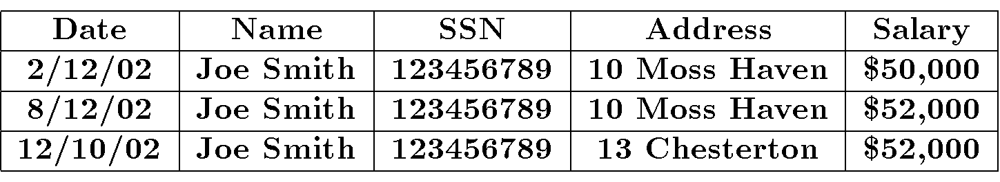 Date Name SSN Address Salary
2/12/02 Joe Smith 123456789 10 Moss Haven $50,000
8/12/02 Joe Smith 123456789 10 Moss Haven $52,000
12/10/02 Joe Smith 123456789 13 Chesterton $52,000